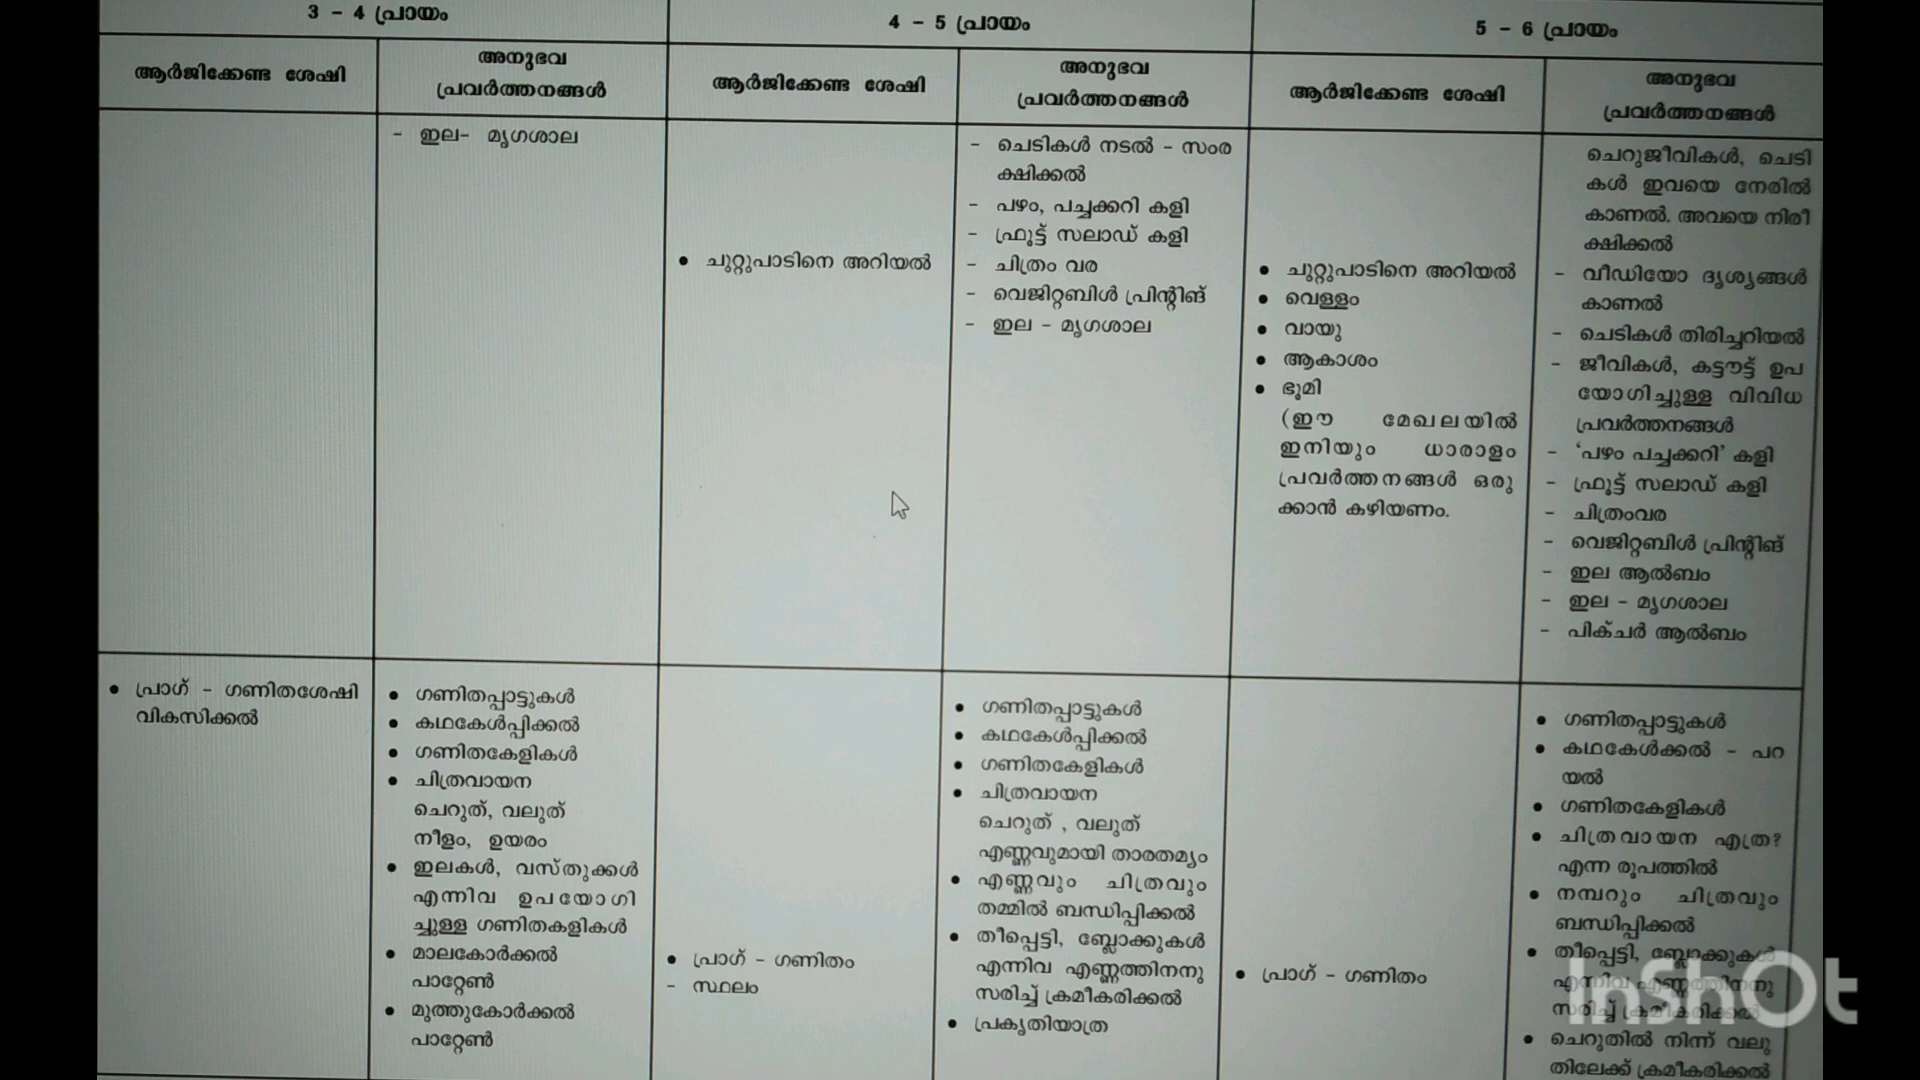 3 - 4 പ്രായം
4 - 5 പ്രായം
5 - 6 പ്രായം
ആർജിക്കേണ്ട ശേഷി
അനുഭവ
പ്രവർത്തനങ്ങൾ
ആർജിക്കേണ്ട ശേഷി
അനുഭവ
പ്രവർത്തനങ്ങൾ
ആർജിക്കേണ്ട ശേഷി
അനുഭവ
പ്രവർത്തനങ്ങൾ
- ഇല- മൃഗശാല
• ചുറ്റുപാടിനെ അറിയൽ
- ചെടികൾ നടൽ - സംര
ക്ഷിക്കൽ
- പഴം, പച്ചക്കറി കളി
- ഫ്രൂട്ട് സലാഡ് കളി
- ചിത്രം വര
- വെജിറ്റബിൾ പ്രിന്റിങ്
- ഇല - മൃഗശാല
• ചുറ്റുപാടിനെ അറിയൽ
• വെള്ളം
• വായു
• ആകാശം
• ഭൂമി
(ഈ മേഖലയിൽ
ഇനിയും ധാരാളം
പ്രവർത്തനങ്ങൾ ഒരു
ക്കാൻ കഴിയണം.
ചെറുജീവികൾ, ചെടി
കൾ ഇവയെ നേരിൽ
കാണൽ. അവയെ നിരീ
ക്ഷിക്കൽ
- വീഡിയോ ദൃശ്യങ്ങൾ
കാണൽ
- ചെടികൾ തിരിച്ചറിയൽ
- ജീവികൾ, കട്ടൗട്ട് ഉപ
യോഗിച്ചുള്ള വിവിധ
പ്രവർത്തനങ്ങൾ
- ‘പഴം പച്ചക്കറി’ കളി
- ഫ്രൂട്ട് സലാഡ് കളി
- ചിത്രംവര
- വെജിറ്റബിൾ പ്രിന്റിങ്
- ഇല ആൽബം
- ഇല - മൃഗശാല
- പിക്ചർ ആൽബം
• പ്രാഗ് - ഗണിതശേഷി
വികസിക്കൽ
• ഗണിതപ്പാട്ടുകൾ
• കഥകേൾപ്പിക്കൽ
• ഗണിതകേളികൾ
• ചിത്രവായന
ചെറുത്, വലുത്
നീളം, ഉയരം
• ഇലകൾ, വസ്തുക്കൾ
എന്നിവ ഉപയോഗി
ച്ചുള്ള ഗണിതകളികൾ
• മാലകോർക്കൽ
പാറ്റേൺ
• മുത്തുകോർക്കൽ
പാറ്റേൺ
• പ്രാഗ് - ഗണിതം
- സ്ഥലം
• ഗണിതപ്പാട്ടുകൾ
• കഥകേൾപ്പിക്കൽ
• ഗണിതകേളികൾ
• ചിത്രവായന
ചെറുത് , വലുത്
എണ്ണവുമായി താരതമ്യം
• എണ്ണവും ചിത്രവും
തമ്മിൽ ബന്ധിപ്പിക്കൽ
• തീപ്പെട്ടി, ബ്ലോക്കുകൾ
എന്നിവ എണ്ണത്തിനനു
സരിച്ച് ക്രമീകരിക്കൽ
• പ്രകൃതിയാത്ര
• പ്രാഗ് - ഗണിതം
• ഗണിതപ്പാട്ടുകൾ
• കഥകേൾക്കൽ - പറ
യൽ
• ഗണിതകേളികൾ
• ചിത്രവായന എത്ര?
എന്ന രൂപത്തിൽ
• നമ്പറും ചിത്രവും
ബന്ധിപ്പിക്കൽ
• തീപ്പെട്ടി, ബ്ലോക്കുകൾ
എന്നിവ എണ്ണത്തിനനു
സരിച്ച് ക്രമീകരിക്കൽ
• ചെറുതിൽ നിന്ന് വലു
തിലേക്ക് ക്രമീകരിക്കൽ
InShOt